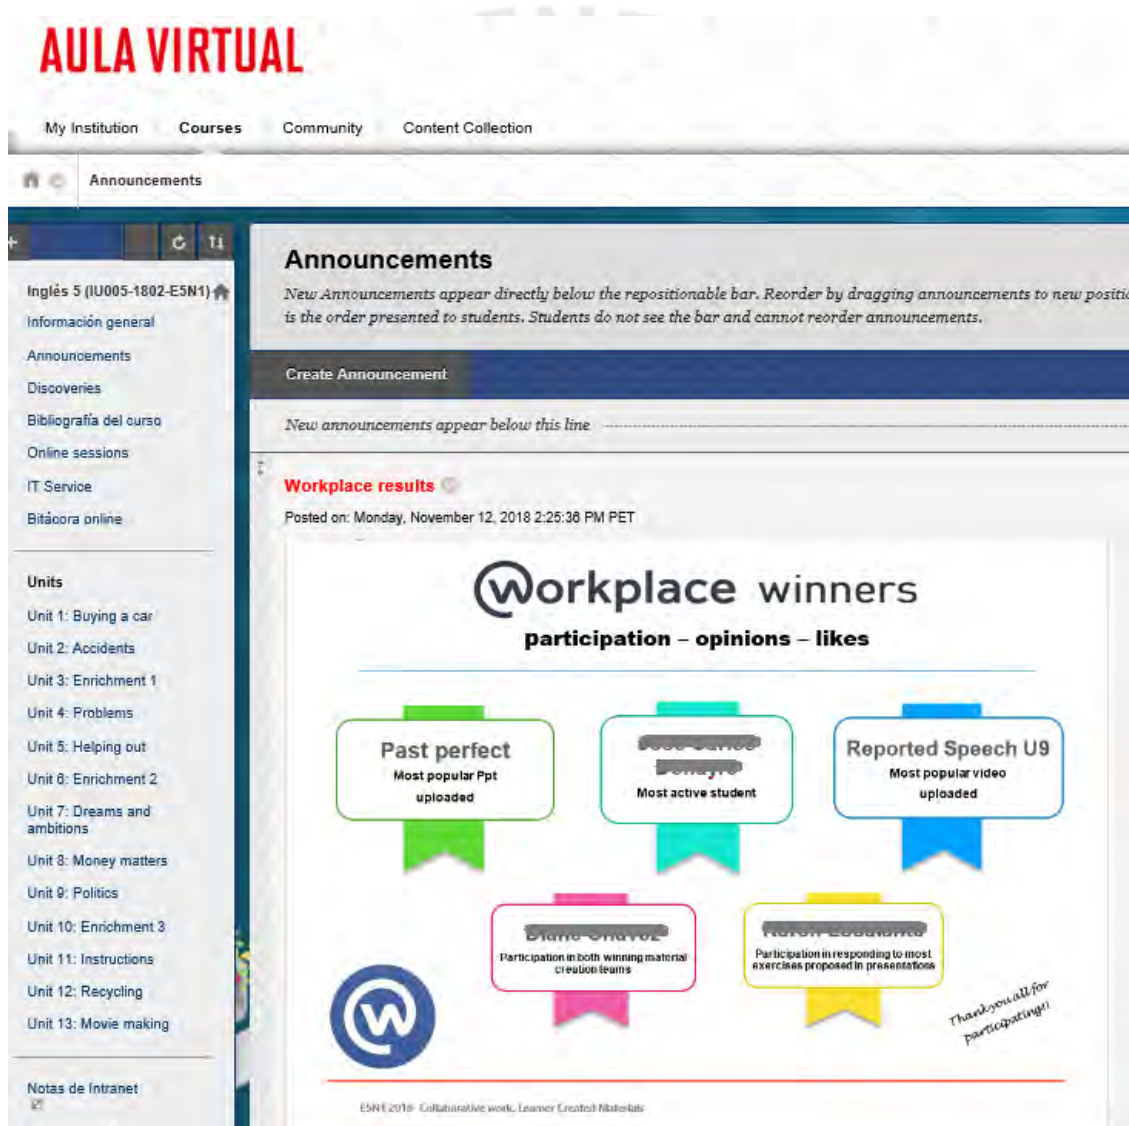 AULA VIRTUAL
My Institution Courses Community Content Collection
Announcements
Inglés 5 (IU005-1802-E5N1)
Información general
Announcements
Discoveries
Bibliografía del curso
Online sessions
IT Service
Bitácora online
Units
Unit 1: Buying a car
Unit 2: Accidents
Unit 3: Enrichment 1
Unit 4: Problems
Unit 5: Helping out
Unit 6: Enrichment 2
Unit 7: Dreams and
ambitions
Unit 8: Money matters
Unit 9: Politics
Unit 10: Enrichment 3
Unit 11: Instructions
Unit 12: Recycling
Unit 13: Movie making
Notas de Intranet
Announcements
New Announcements appear directly below the repositionable bar. Reorder by dragging announcements to new
is the order presented to students. Students do not see the bar and cannot reorder announcements.
Create Announcement
New announcements appear below this line
Workplace results
Posted on: Monday, November 12, 2018 2:25:36 PM PET
Workplace winners
participation – opinions – likes
Past perfect
Most popular Ppt
uploaded
Most active student
Reported Speech U9
Most popular video
uploaded
Participation in both winning material
creation teams
Participation in responding to most
exercises proposed in presentations
Thank you all for
participating!!
E5N1 2018- Collaborative work, Learner Created Materials